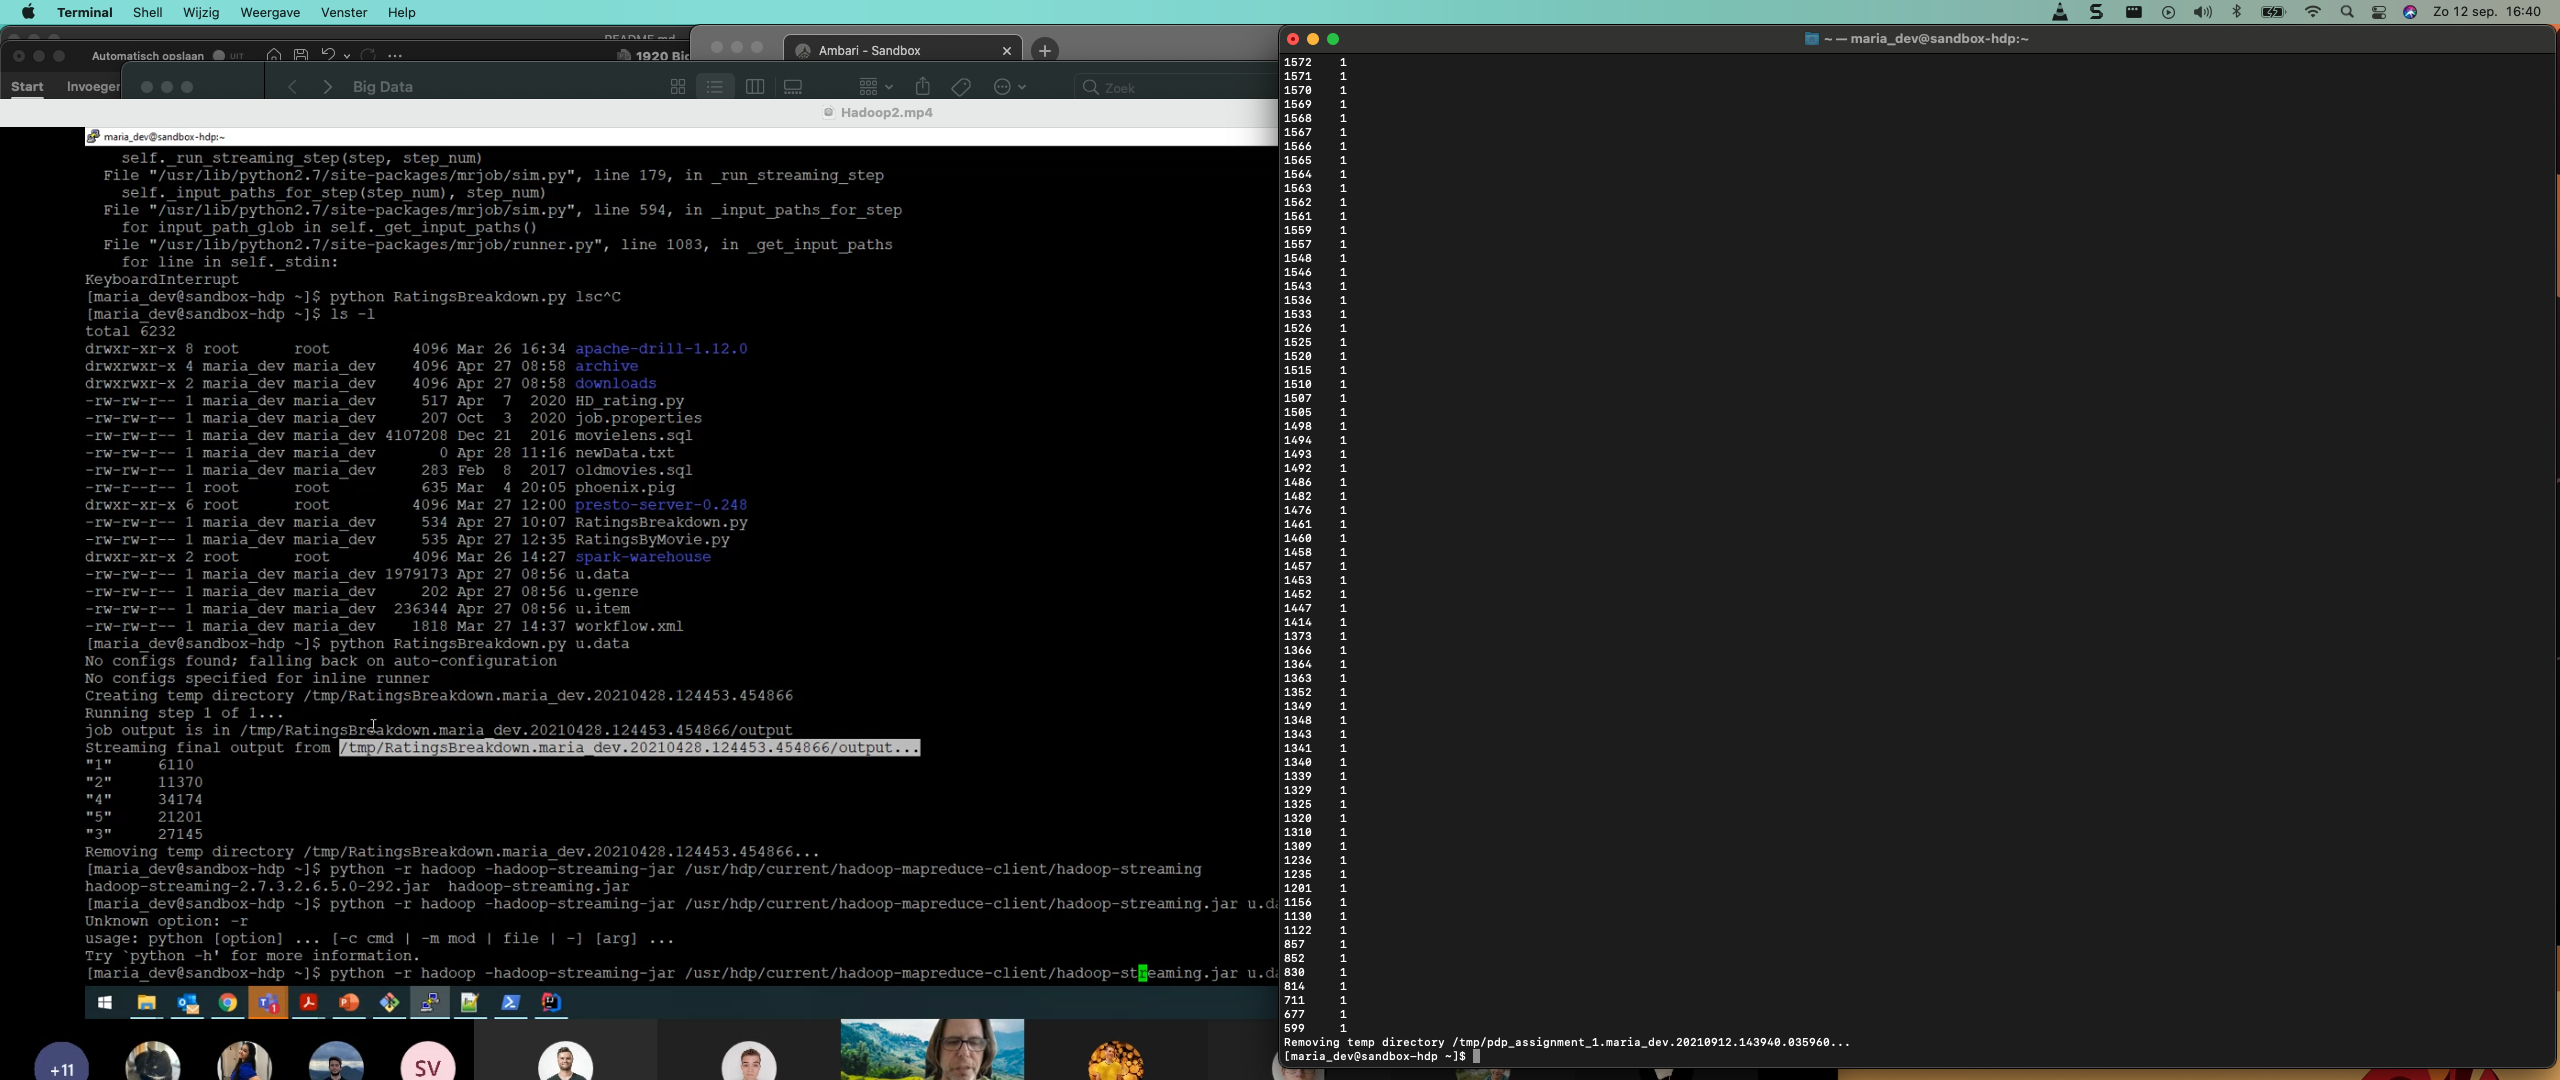 Terminal Shell Wijzig Weergave Venster Help Zo 12 sep. 16:40
README.md
Automatisch opslaan UIT ... 1920 Bi
Ambari - Sandbox
Start Invoeger
Big Data Zoek
Hadoop2.mp4
maria_dev@sandbox-hdp:~
self._run_streaming_step(step, step_num)
File "/usr/lib/python2.7/site-packages/mrjob/sim.py", line 179, in _run_streaming_step
self._input_paths_for_step(step_num), step_num)
File "/usr/lib/python2.7/site-packages/mrjob/sim.py", line 594, in _input_paths_for_step
for input_path_glob in self._get_input_paths()
File "/usr/lib/python2.7/site-packages/mrjob/runner.py", line 1083, in _get_input_paths
for line in self._stdin:
KeyboardInterrupt
[maria_dev@sandbox-hdp ~]$ python RatingsBreakdown.py lsc^C
[maria_dev@sandbox-hdp ~]$ ls -l
total 6232
drwxr-xr-x 8 root root 4096 Mar 26 16:34 apache-drill-1.12.0
drwxrwxr-x 4 maria_dev maria_dev 4096 Apr 27 08:58 archive
drwxrwxr-x 2 maria_dev maria_dev 4096 Apr 27 08:58 downloads
-rw-rw-r-- 1 maria_dev maria_dev 517 Apr 7 2020 HD_rating.py
-rw-rw-r-- 1 maria_dev maria_dev 207 Oct 3 2020 job.properties
-rw-rw-r-- 1 maria_dev maria_dev 4107208 Dec 21 2016 movielens.sql
-rw-rw-r-- 1 maria_dev maria_dev 0 Apr 28 11:16 newData.txt
-rw-rw-r-- 1 maria_dev maria_dev 283 Feb 8 2017 oldmovies.sql
-rw-r--r-- 1 root root 635 Mar 4 20:05 phoenix.pig
drwxr-xr-x 6 root root 4096 Mar 27 12:00 presto-server-0.248
-rw-rw-r-- 1 maria_dev maria_dev 534 Apr 27 10:07 RatingsBreakdown.py
-rw-rw-r-- 1 maria_dev maria_dev 535 Apr 27 12:35 RatingsByMovie.py
drwxr-xr-x 2 root root 4096 Mar 26 14:27 spark-warehouse
-rw-rw-r-- 1 maria_dev maria_dev 1979173 Apr 27 08:56 u.data
-rw-rw-r-- 1 maria_dev maria_dev 202 Apr 27 08:56 u.genre
-rw-rw-r-- 1 maria_dev maria_dev 236344 Apr 27 08:56 u.item
-rw-rw-r-- 1 maria_dev maria_dev 1818 Mar 27 14:37 workflow.xml
[maria_dev@sandbox-hdp ~]$ python RatingsBreakdown.py u.data
No configs found; falling back on auto-configuration
No configs specified for inline runner
Creating temp directory /tmp/RatingsBreakdown.maria_dev.20210428.124453.454866
Running step 1 of 1...
job output is in /tmp/RatingsBreakdown.maria_dev.20210428.124453.454866/output
Streaming final output from /tmp/RatingsBreakdown.maria_dev.20210428.124453.454866/output...
"1" 6110
"2" 11370
"4" 34174
"5" 21201
"3" 27145
Removing temp directory /tmp/RatingsBreakdown.maria_dev.20210428.124453.454866...
[maria_dev@sandbox-hdp ~]$ python -r hadoop -hadoop-streaming-jar /usr/hdp/current/hadoop-mapreduce-client/hadoop-streaming
hadoop-streaming-2.7.3.2.6.5.0-292.jar hadoop-streaming.jar
[maria_dev@sandbox-hdp ~]$ python -r hadoop -hadoop-streaming-jar /usr/hdp/current/hadoop-mapreduce-client/hadoop-streaming.jar u.da
Unknown option: -r
usage: python [option] ... [-c cmd | -m mod | file | -] [arg] ...
Try `python -h' for more information.
[maria_dev@sandbox-hdp ~]$ python -r hadoop -hadoop-streaming-jar /usr/hdp/current/hadoop-mapreduce-client/hadoop-streaming.jar u.da
+11 SV
~ — maria_dev@sandbox-hdp:~
1572 1
1571 1
1570 1
1569 1
1568 1
1567 1
1566 1
1565 1
1564 1
1563 1
1562 1
1561 1
1559 1
1557 1
1548 1
1546 1
1543 1
1536 1
1533 1
1526 1
1525 1
1520 1
1515 1
1510 1
1507 1
1505 1
1498 1
1494 1
1493 1
1492 1
1486 1
1482 1
1476 1
1461 1
1460 1
1458 1
1457 1
1453 1
1452 1
1447 1
1414 1
1373 1
1366 1
1364 1
1363 1
1352 1
1349 1
1348 1
1343 1
1341 1
1340 1
1339 1
1329 1
1325 1
1320 1
1310 1
1309 1
1236 1
1235 1
1201 1
1156 1
1130 1
1122 1
857 1
852 1
830 1
814 1
711 1
677 1
599 1
Removing temp directory /tmp/pdp_assignment_1.maria_dev.20210912.143940.035960...
[maria_dev@sandbox-hdp ~]$